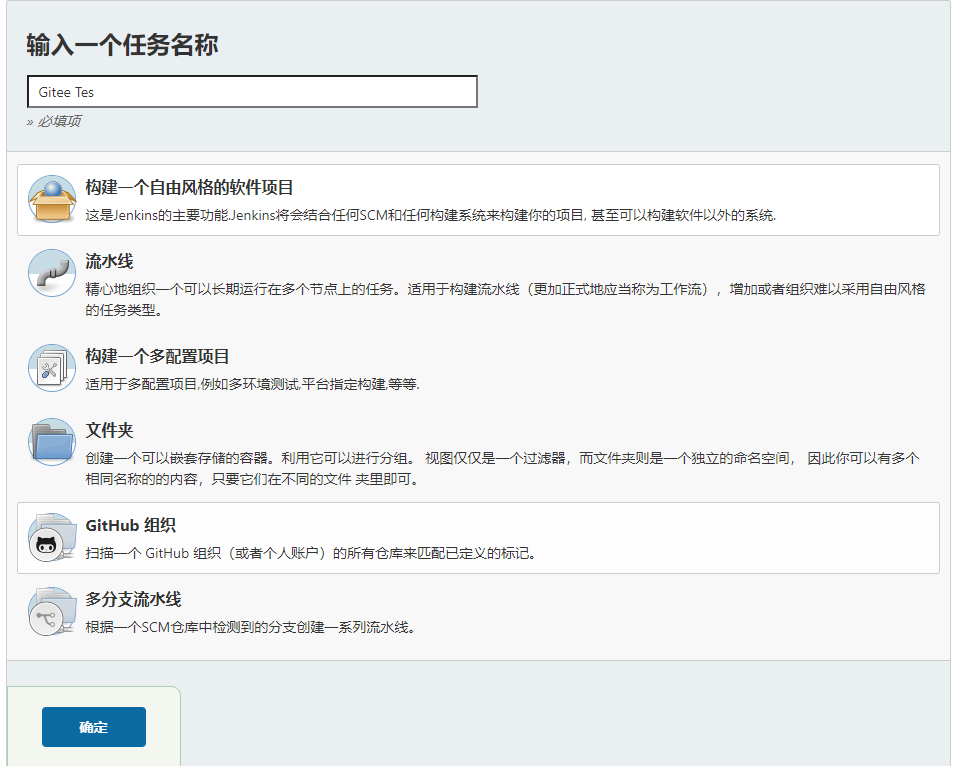 输入一个任务名称
Gitee Tes
» 必填项
构建一个自由风格的软件项目
这是Jenkins的主要功能.Jenkins将会结合任何SCM和任何构建系统来构建你的项目, 甚至可以构建软件以外的系统.
流水线
精心地组织一个可以长期运行在多个节点上的任务。适用于构建流水线（更加正式地应当称为工作流），增加或者组织难以采用自由风格
的任务类型。
构建一个多配置项目
适用于多配置项目,例如多环境测试,平台指定构建,等等.
文件夹
创建一个可以嵌套存储的容器。利用它可以进行分组。 视图仅仅是一个过滤器，而文件夹则是一个独立的命名空间， 因此你可以有多个
相同名称的的内容，只要它们在不同的文件 夹里即可。
GitHub 组织
扫描一个 GitHub 组织（或者个人账户）的所有仓库来匹配已定义的标记。
多分支流水线
根据一个SCM仓库中检测到的分支创建一系列流水线。
确定